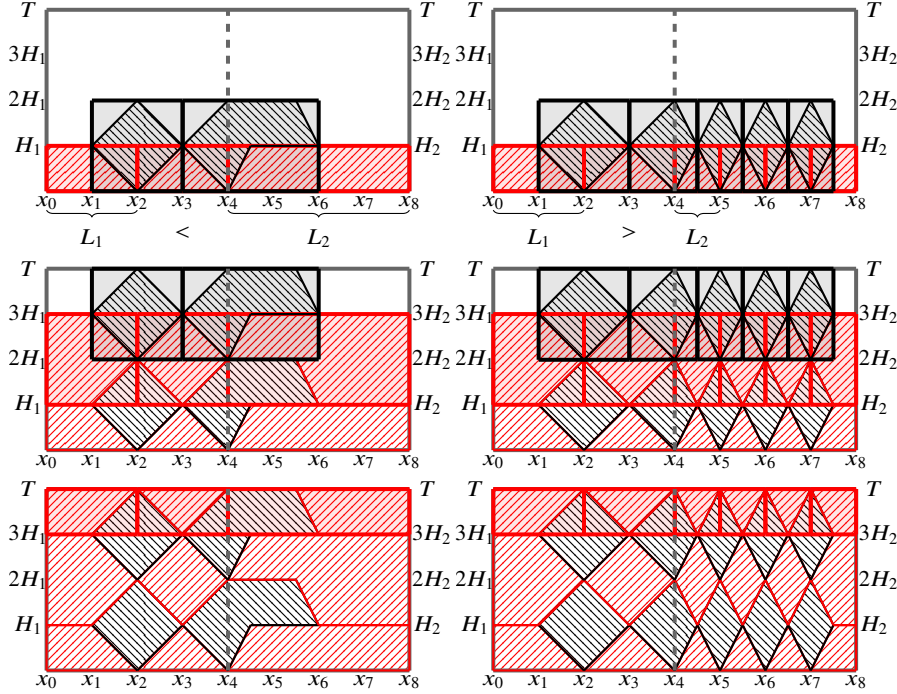 T T T T
3H₁ 3H₂ 3H₁ 3H₂
2H₁ 2H₂ 2H₁ 2H₂
H₁ H₂ H₁ H₂
x₀ x₁ x₂ x₃ x₄ x₅ x₆ x₇ x₈ x₀ x₁ x₂ x₃ x₄ x₅ x₆ x₇ x₈
L₁ < L₂ L₁ > L₂
T T T T
3H₁ 3H₂ 3H₁ 3H₂
2H₁ 2H₂ 2H₁ 2H₂
H₁ H₂ H₁ H₂
x₀ x₁ x₂ x₃ x₄ x₅ x₆ x₇ x₈ x₀ x₁ x₂ x₃ x₄ x₅ x₆ x₇ x₈
T T T T
3H₁ 3H₂ 3H₁ 3H₂
2H₁ 2H₂ 2H₁ 2H₂
H₁ H₂ H₁ H₂
x₀ x₁ x₂ x₃ x₄ x₅ x₆ x₇ x₈ x₀ x₁ x₂ x₃ x₄ x₅ x₆ x₇ x₈